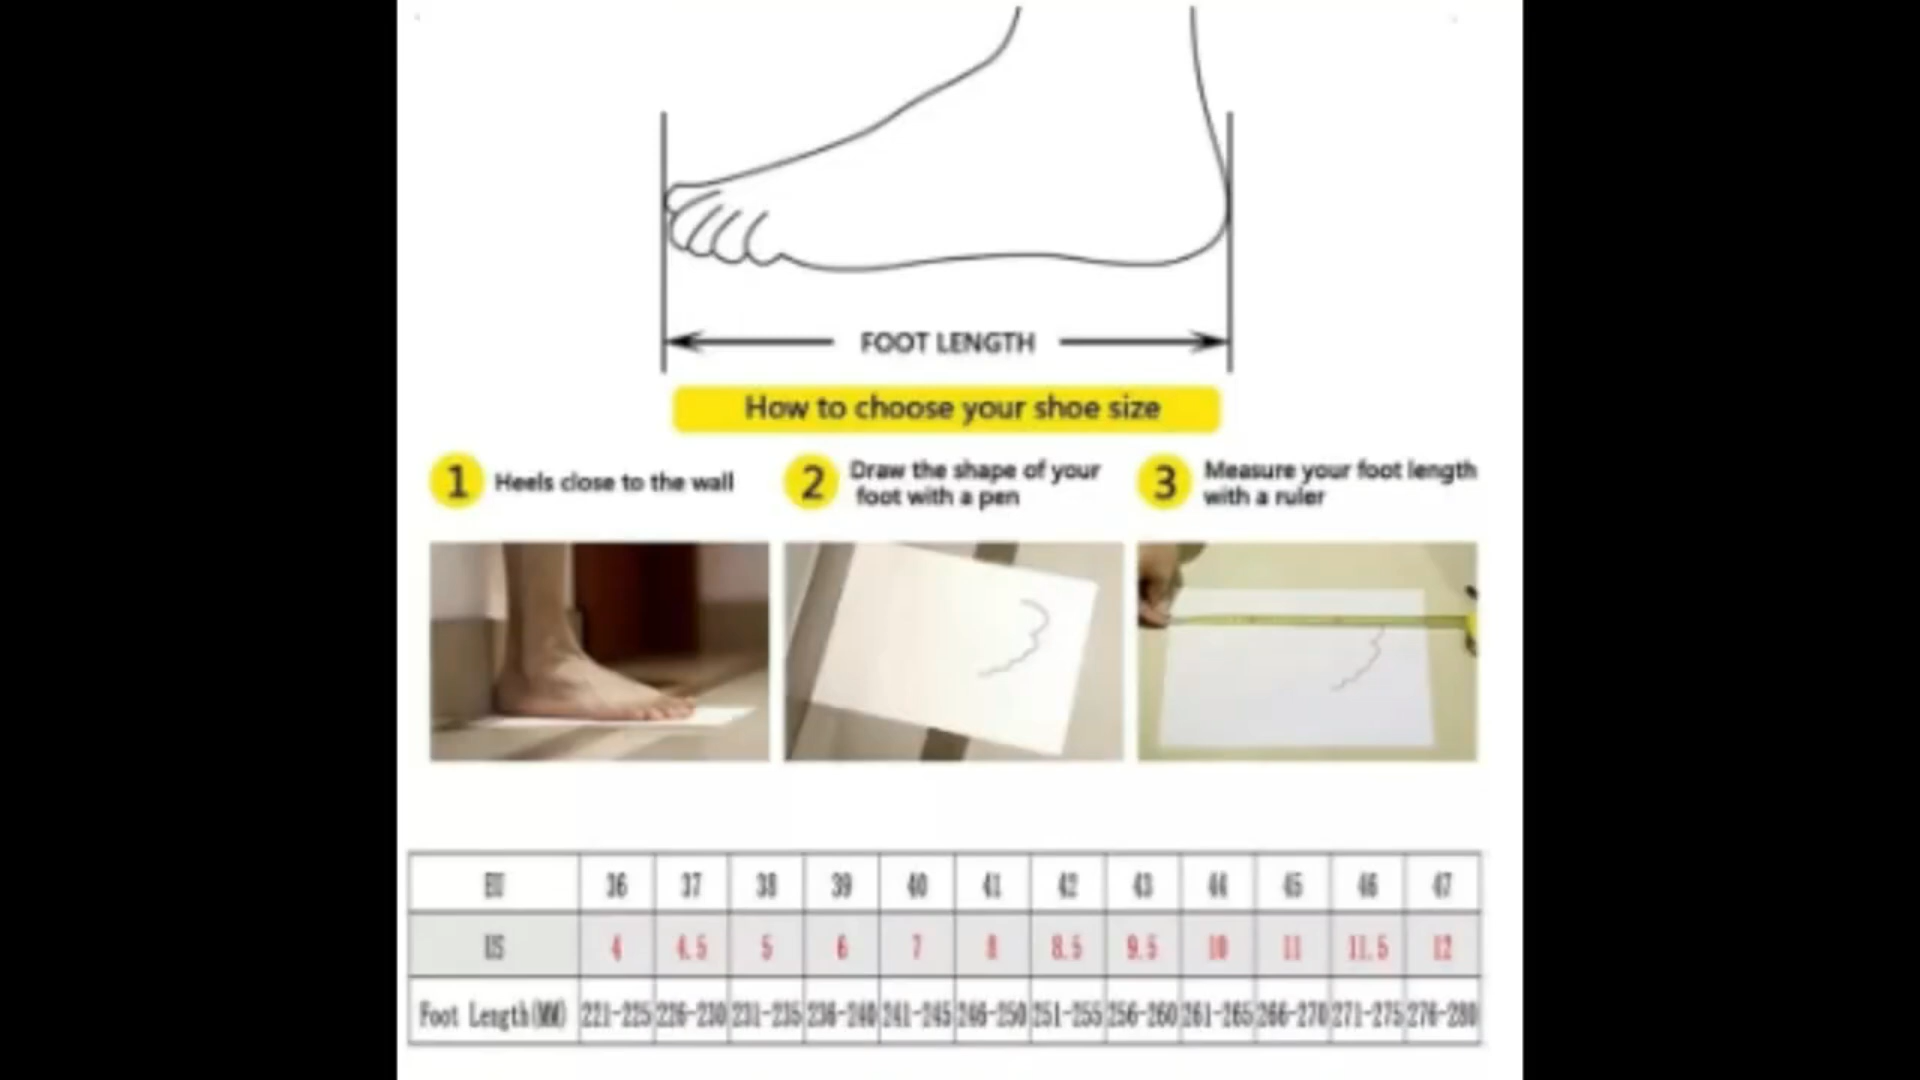 FOOT LENGTH
How to choose your shoe size
1 Heels close to the wall
2 Draw the shape of your
foot with a pen
3 Measure your foot length
with a ruler
EU 36 37 38 39 40 41 42 43 44 45 46 47
US 4 4.5 5 6 7 8 8.5 9.5 10 11 11.5 12
Foot Length(MM) 221-225 226-230 231-235 236-240 241-245 246-250 251-255 256-260 261-265 266-270 271-275 276-280